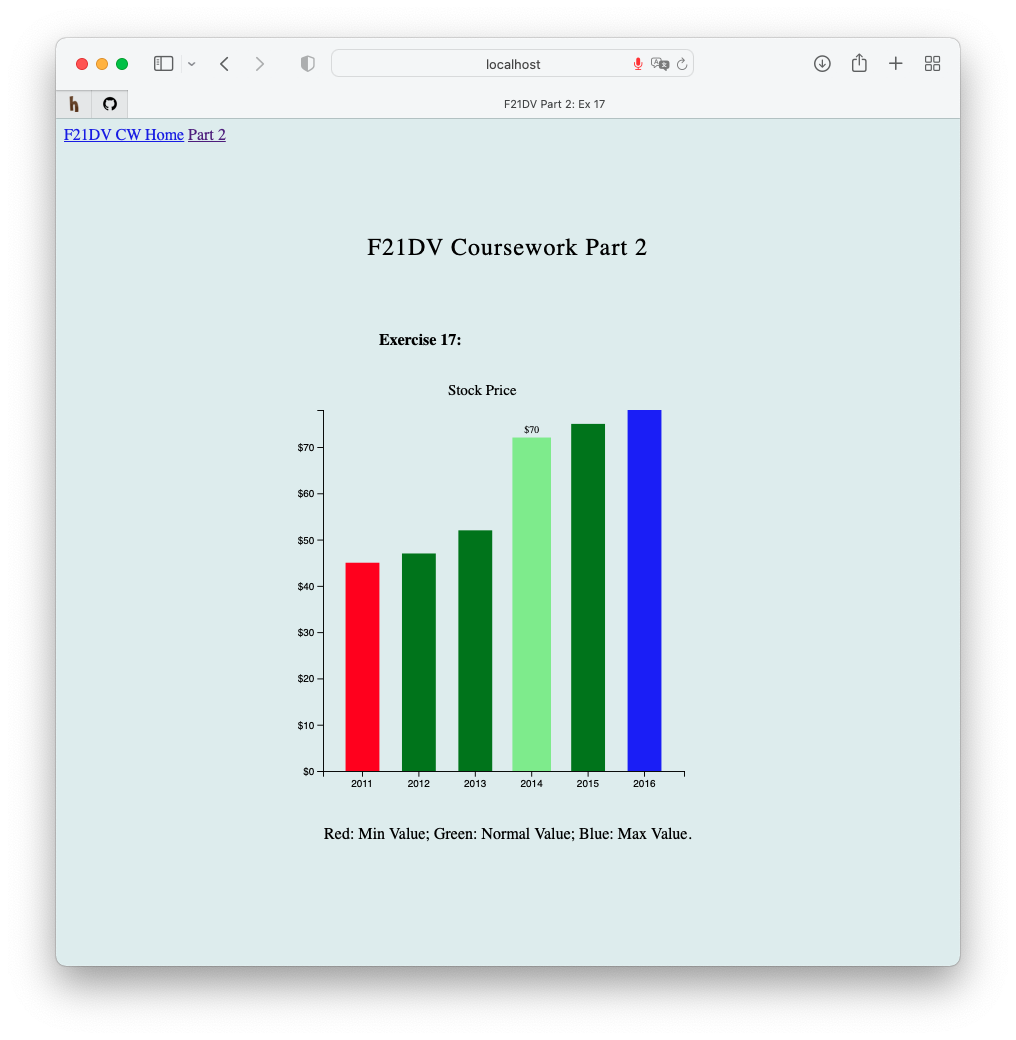 localhost
h
F21DV Part 2: Ex 17
F21DV CW Home Part 2
F21DV Coursework Part 2
Exercise 17:
Stock Price
$70
$70
$60
$50
$40
$30
$20
$10
$0
2011 2012 2013 2014 2015 2016
Red: Min Value; Green: Normal Value; Blue: Max Value.